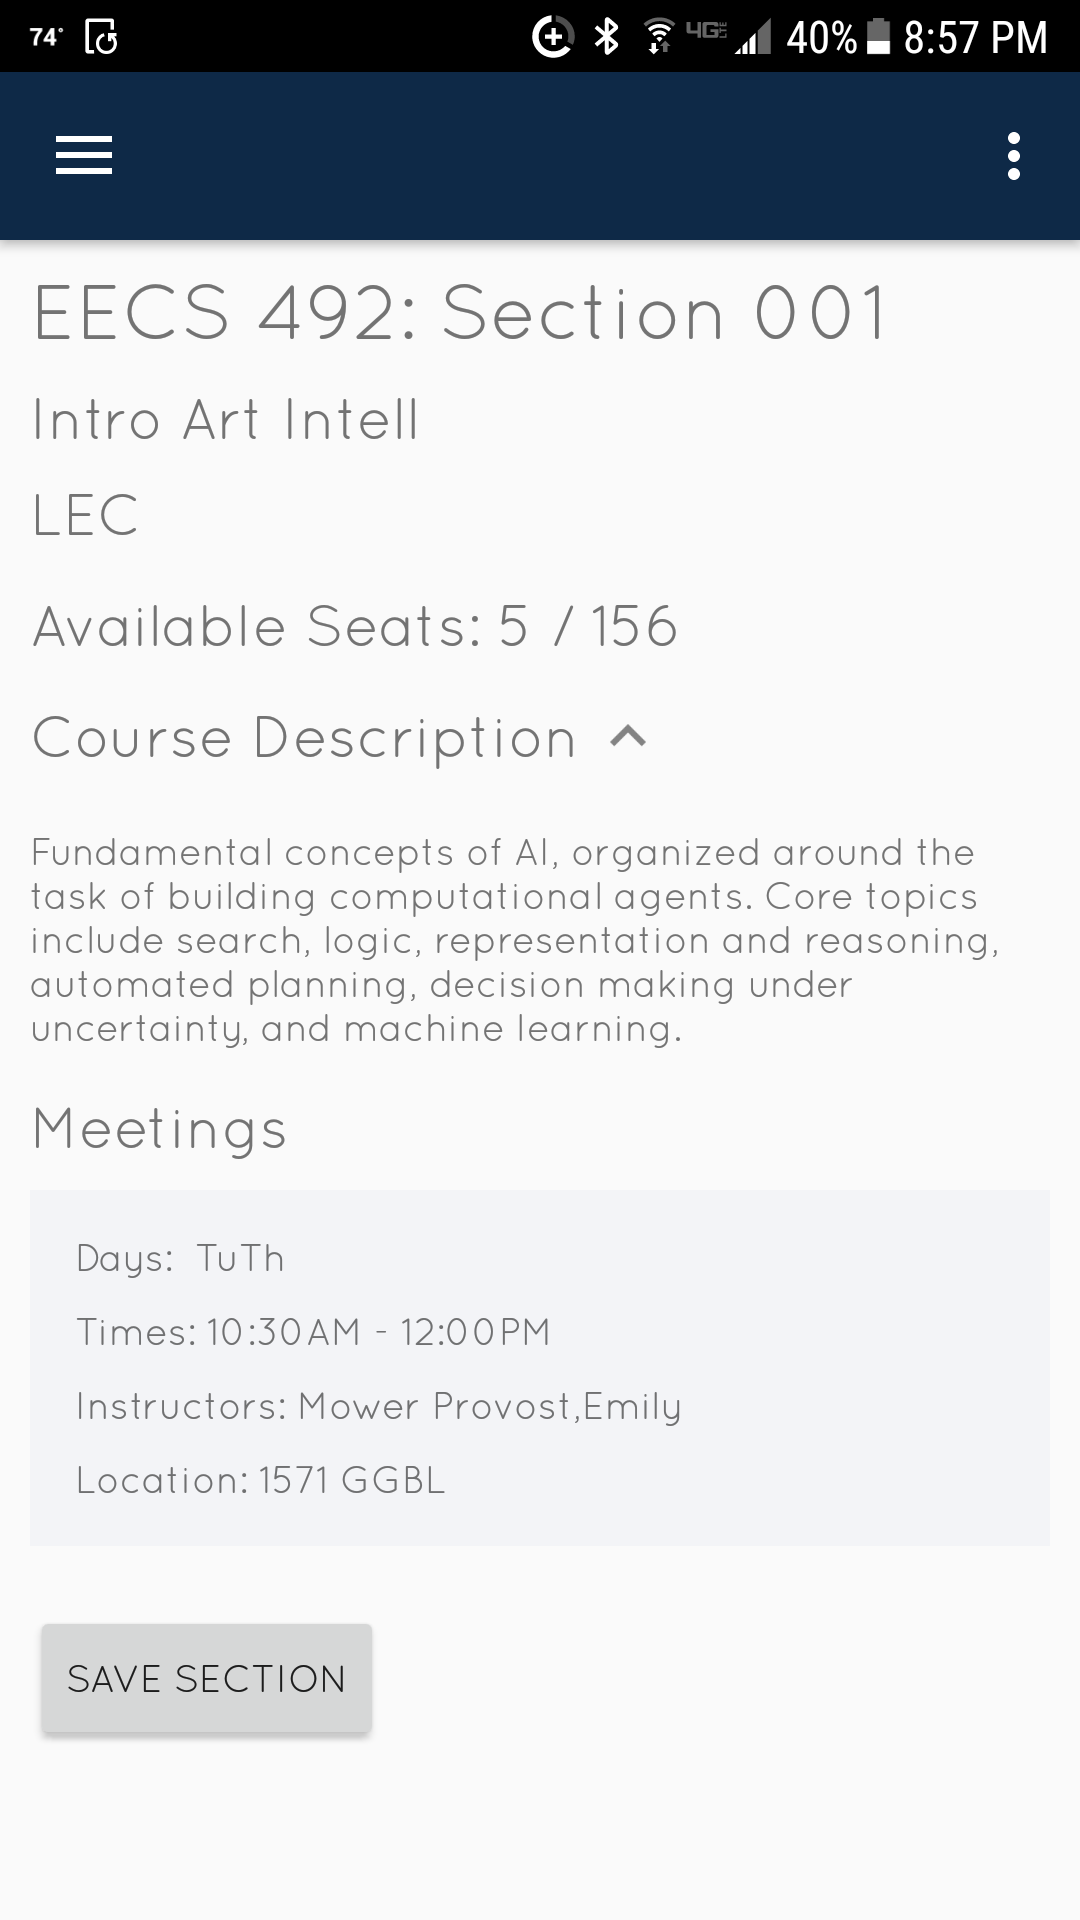 74°
4G LTE 40% 8:57 PM
EECS 492: Section 001
Intro Art Intell
LEC
Available Seats: 5 / 156
Course Description
Fundamental concepts of AI, organized around the
task of building computational agents. Core topics
include search, logic, representation and reasoning,
automated planning, decision making under
uncertainty, and machine learning.
Meetings
Days: TuTh
Times: 10:30AM - 12:00PM
Instructors: Mower Provost,Emily
Location: 1571 GGBL
SAVE SECTION